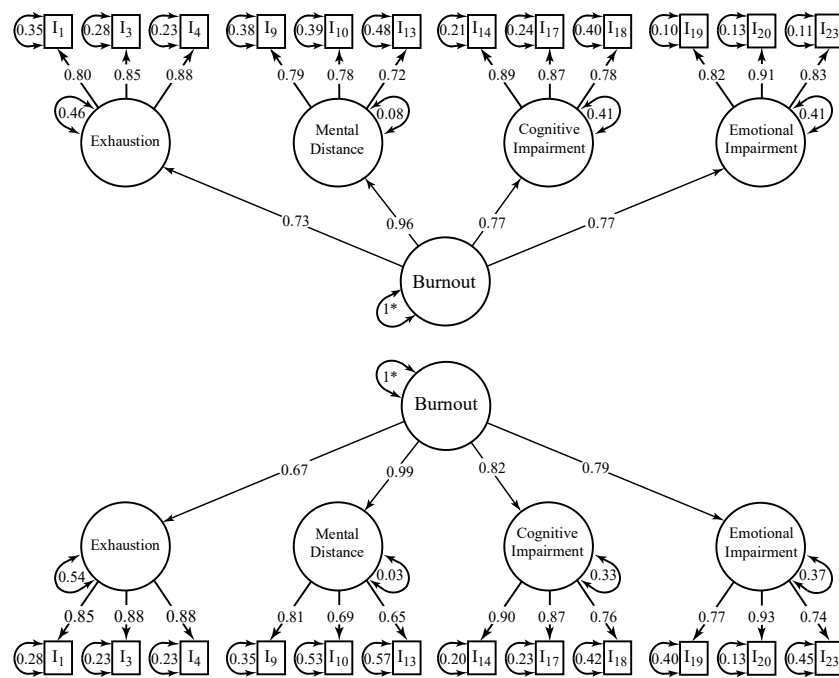 0.35 I1 0.28 I3 0.23 I4 0.38 I9 0.39 I10 0.48 I13 0.21 I14 0.24 I17 0.40 I18 0.10 I19 0.13 I20 0.11 I23
0.80 0.85 0.88 0.79 0.78 0.72 0.89 0.87 0.78 0.82 0.91 0.83
0.46 0.08 0.41 0.41
Exhaustion
Mental
Distance
Cognitive
Impairment
Emotional
Impairment
0.73 0.96 0.77 0.77
Burnout
1*
1*
Burnout
0.67 0.99 0.82 0.79
Exhaustion
Mental
Distance
Cognitive
Impairment
Emotional
Impairment
0.54 0.03 0.33 0.37
0.85 0.88 0.88 0.81 0.69 0.65 0.90 0.87 0.76 0.77 0.93 0.74
0.28 I1 0.23 I3 0.23 I4 0.35 I9 0.53 I10 0.57 I13 0.20 I14 0.23 I17 0.42 I18 0.40 I19 0.13 I20 0.45 I23